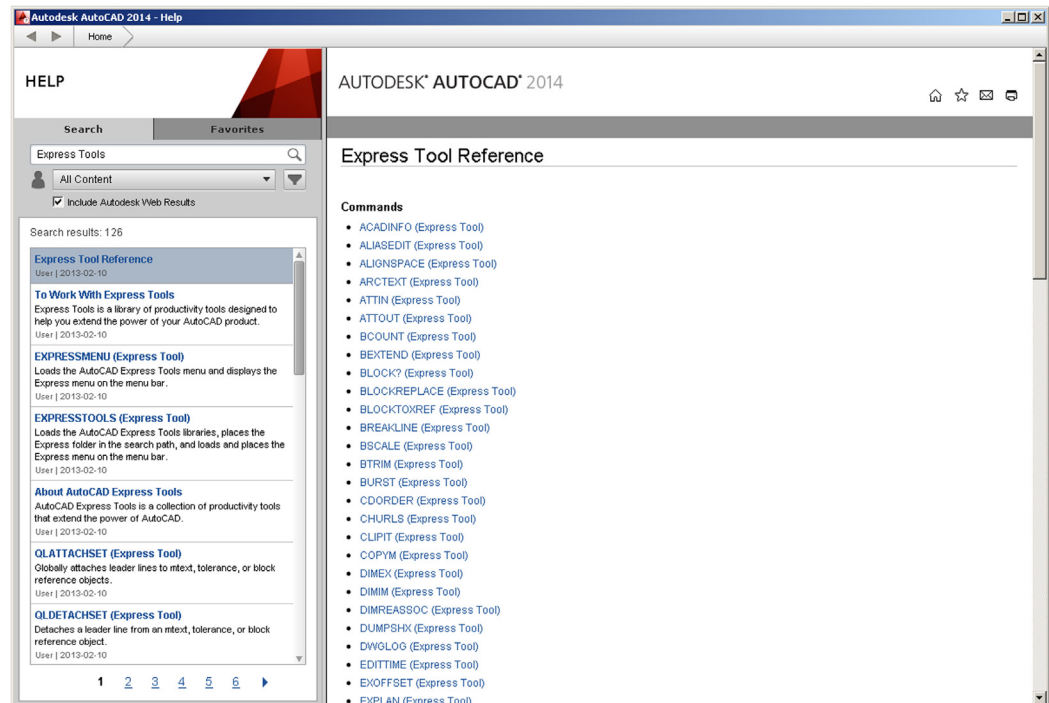 Autodesk AutoCAD 2014 - Help
Home
HELP
Search Favorites
Express Tools
All Content
Include Autodesk Web Results
Search results: 126
Express Tool Reference
User | 2013-02-10
To Work With Express Tools
Express Tools is a library of productivity tools designed to
help you extend the power of your AutoCAD product.
User | 2013-02-10
EXPRESSMENU (Express Tool)
Loads the AutoCAD Express Tools menu and displays the
Express menu on the menu bar.
User | 2013-02-10
EXPRESSTOOLS (Express Tool)
Loads the AutoCAD Express Tools libraries, places the
Express folder in the search path, and loads and places the
Express menu on the menu bar.
User | 2013-02-10
About AutoCAD Express Tools
AutoCAD Express Tools is a collection of productivity tools
that extend the power of AutoCAD.
User | 2013-02-10
QLATTACHSET (Express Tool)
Globally attaches leader lines to mtext, tolerance, or block
reference objects.
User | 2013-02-10
QLDETACHSET (Express Tool)
Detaches a leader line from an mtext, tolerance, or block
reference object.
User | 2013-02-10
1 2 3 4 5 6
AUTODESK® AUTOCAD® 2014
Express Tool Reference
Commands
• ACADINFO (Express Tool)
• ALIASEDIT (Express Tool)
• ALIGNSPACE (Express Tool)
• ARCTEXT (Express Tool)
• ATTIN (Express Tool)
• ATTOUT (Express Tool)
• BCOUNT (Express Tool)
• BEXTEND (Express Tool)
• BLOCK? (Express Tool)
• BLOCKREPLACE (Express Tool)
• BLOCKTOXREF (Express Tool)
• BREAKLINE (Express Tool)
• BSCALE (Express Tool)
• BTRIM (Express Tool)
• BURST (Express Tool)
• CDORDER (Express Tool)
• CHURLS (Express Tool)
• CLIPIT (Express Tool)
• COPYM (Express Tool)
• DIMEX (Express Tool)
• DIMIM (Express Tool)
• DIMREASSOC (Express Tool)
• DUMPSHX (Express Tool)
• DWGLOG (Express Tool)
• EDITTIME (Express Tool)
• EXOFFSET (Express Tool)
• EXPLAN (Express Tool)